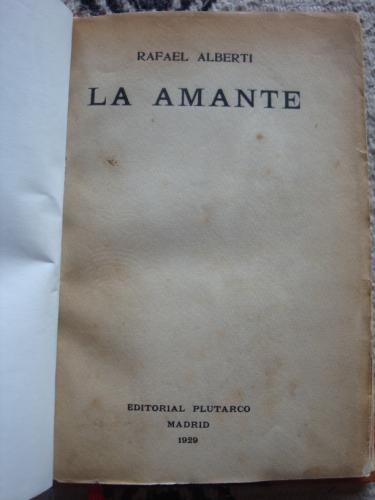 RAFAEL ALBERTI
LA AMANTE
EDITORIAL PLUTARCO
MADRID
1929